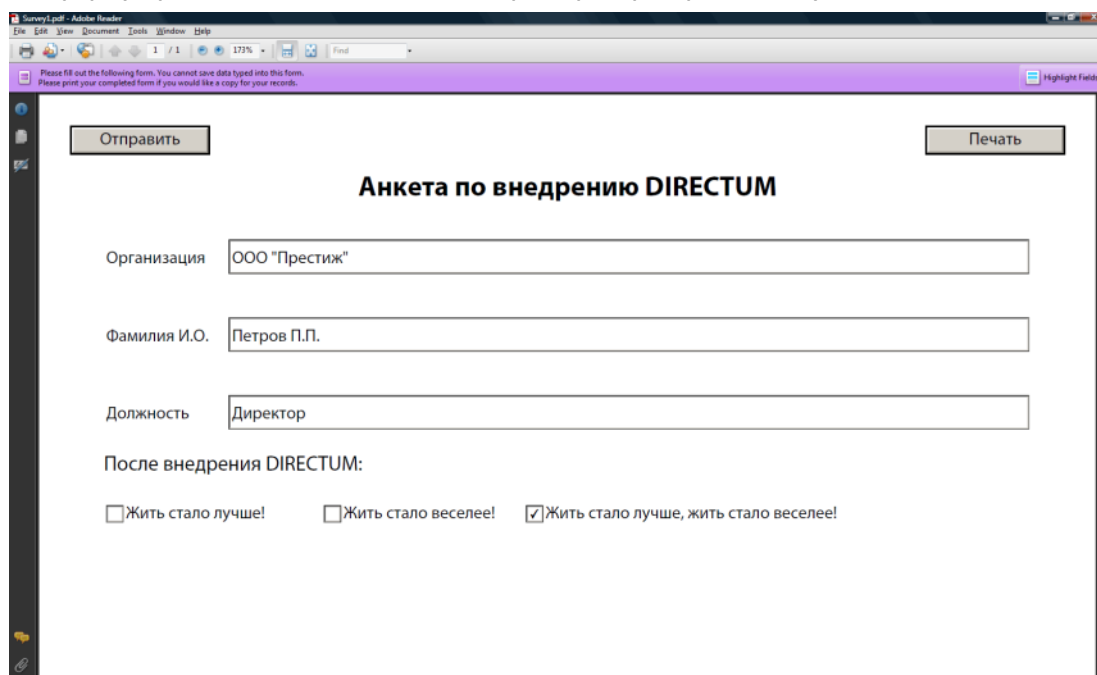 Survey1.pdf - Adobe Reader
File Edit View Document Tools Window Help
1 / 1 173% Find
Please fill out the following form. You cannot save data typed into this form.
Please print your completed form if you would like a copy for your records.
Highlight Fields
Отправить Печать
Анкета по внедрению DIRECTUM
Организация ООО "Престиж"
Фамилия И.О. Петров П.П.
Должность Директор
После внедрения DIRECTUM:
Жить стало лучше! Жить стало веселее! Жить стало лучше, жить стало веселее!